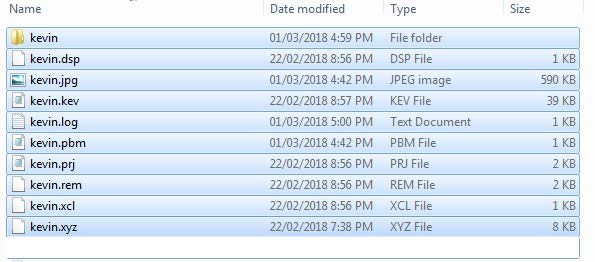 Name Date modified Type Size
kevin 01/03/2018 4:59 PM File folder
kevin.dsp 22/02/2018 8:56 PM DSP File 1 KB
kevin.jpg 01/03/2018 4:42 PM JPEG image 590 KB
kevin.kev 22/02/2018 8:57 PM KEV File 39 KB
kevin.log 01/03/2018 5:00 PM Text Document 1 KB
kevin.pbm 01/03/2018 4:42 PM PBM File 1 KB
kevin.prj 22/02/2018 8:56 PM PRJ File 2 KB
kevin.rem 22/02/2018 8:56 PM REM File 2 KB
kevin.xcl 22/02/2018 8:56 PM XCL File 1 KB
kevin.xyz 22/02/2018 7:38 PM XYZ File 8 KB